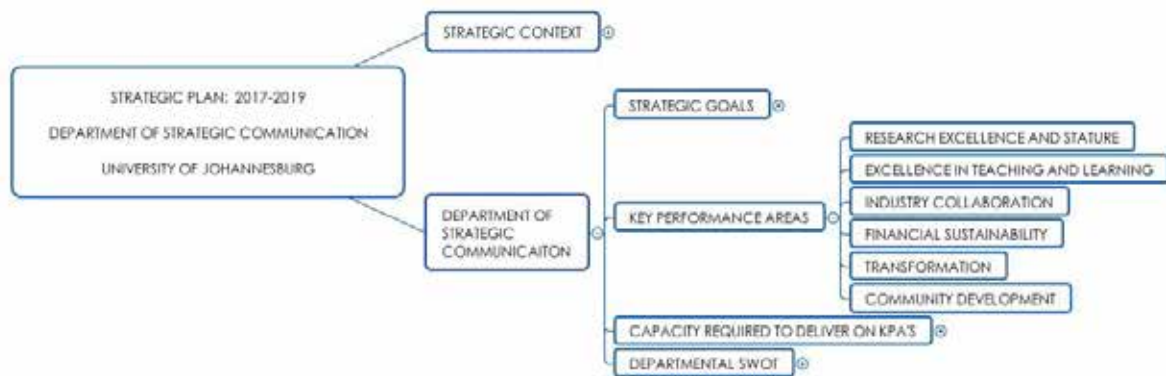 STRATEGIC CONTEXT
STRATEGIC PLAN: 2017-2019
DEPARTMENT OF STRATEGIC COMMUNICATION
UNIVERSITY OF JOHANNESBURG
DEPARTMENT OF
STRATEGIC
COMMUNICAITON
STRATEGIC GOALS
KEY PERFORMANCE AREAS
RESEARCH EXCELLENCE AND STATURE
EXCELLENCE IN TEACHING AND LEARNING
INDUSTRY COLLABORATION
FINANCIAL SUSTAINABILITY
TRANSFORMATION
COMMUNITY DEVELOPMENT
CAPACITY REQUIRED TO DELIVER ON KPA'S
DEPARTMENTAL SWOT